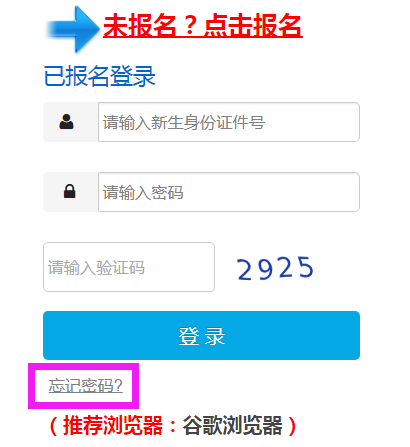 未报名？点击报名
已报名登录
请输入新生身份证件号
请输入密码
请输入验证码 2925
登 录
忘记密码?
（推荐浏览器：谷歌浏览器）